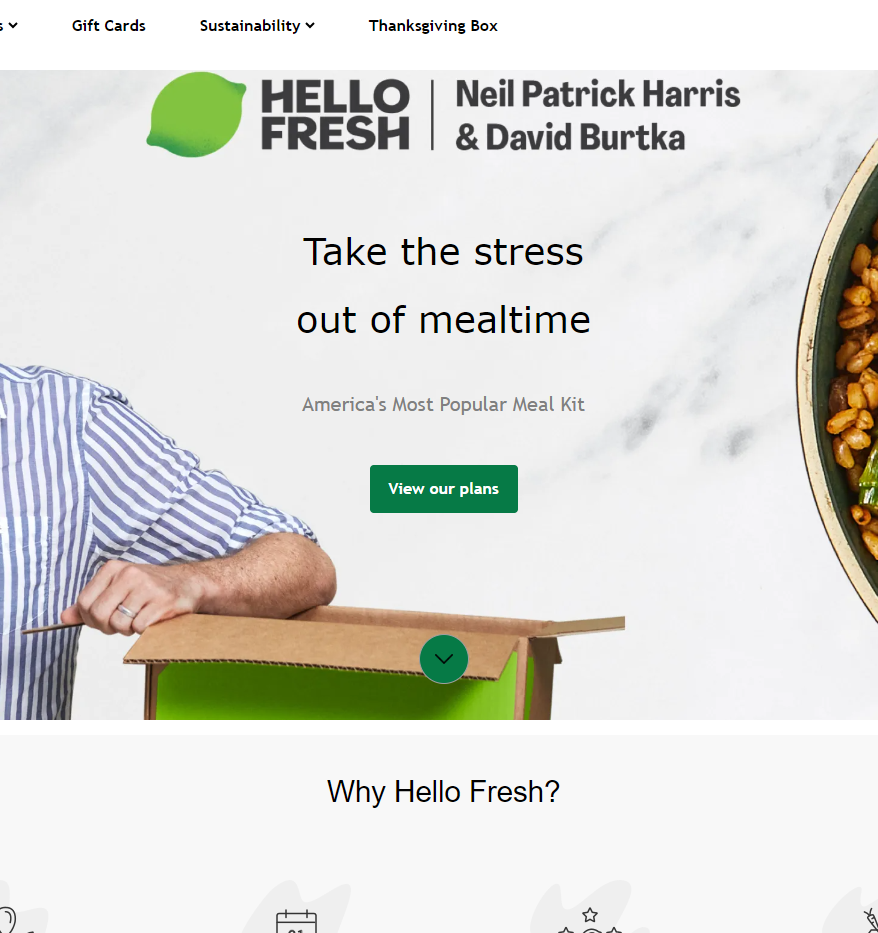 Gift Cards
Sustainability
Thanksgiving Box
HELLO
FRESH
Neil Patrick Harris
& David Burtka
Take the stress
out of mealtime
America's Most Popular Meal Kit
View our plans
Why Hello Fresh?